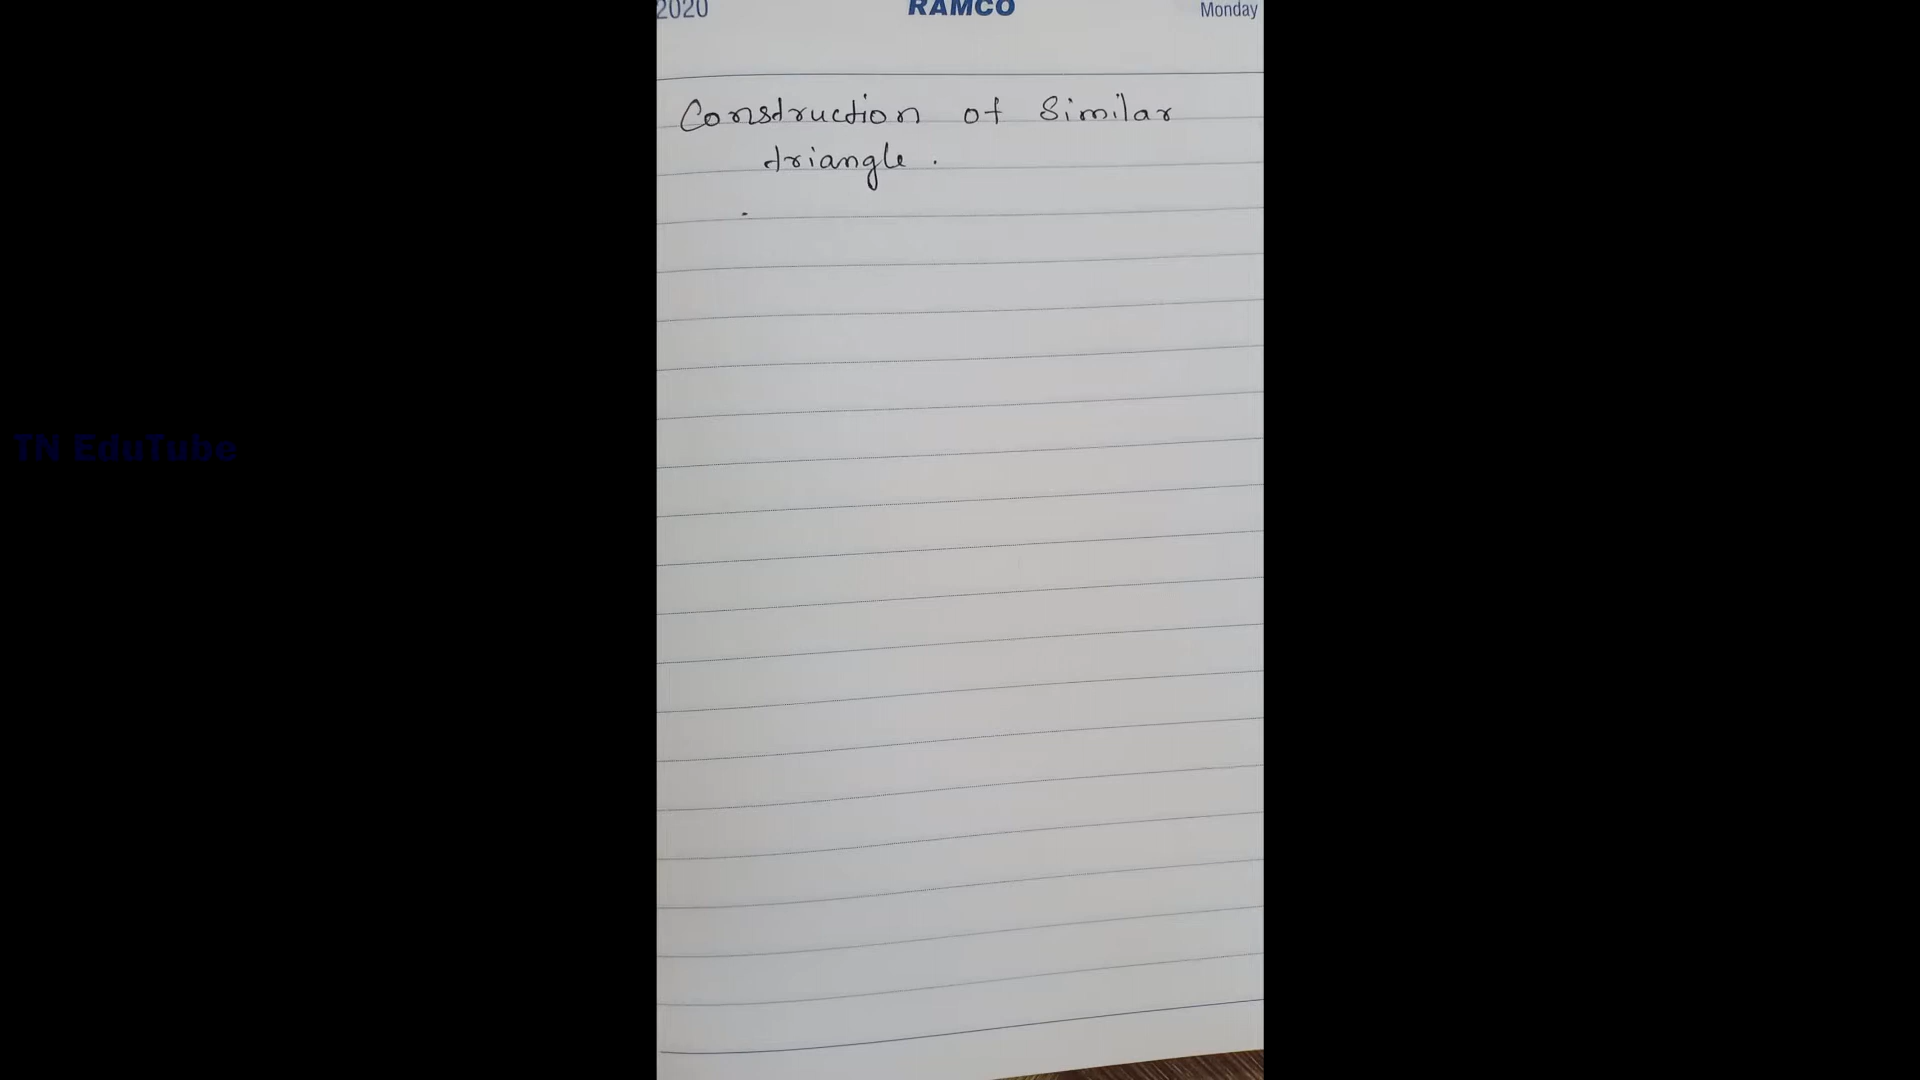 2020 RAMCO Monday
Construction of Similar
triangle .
TN EduTube